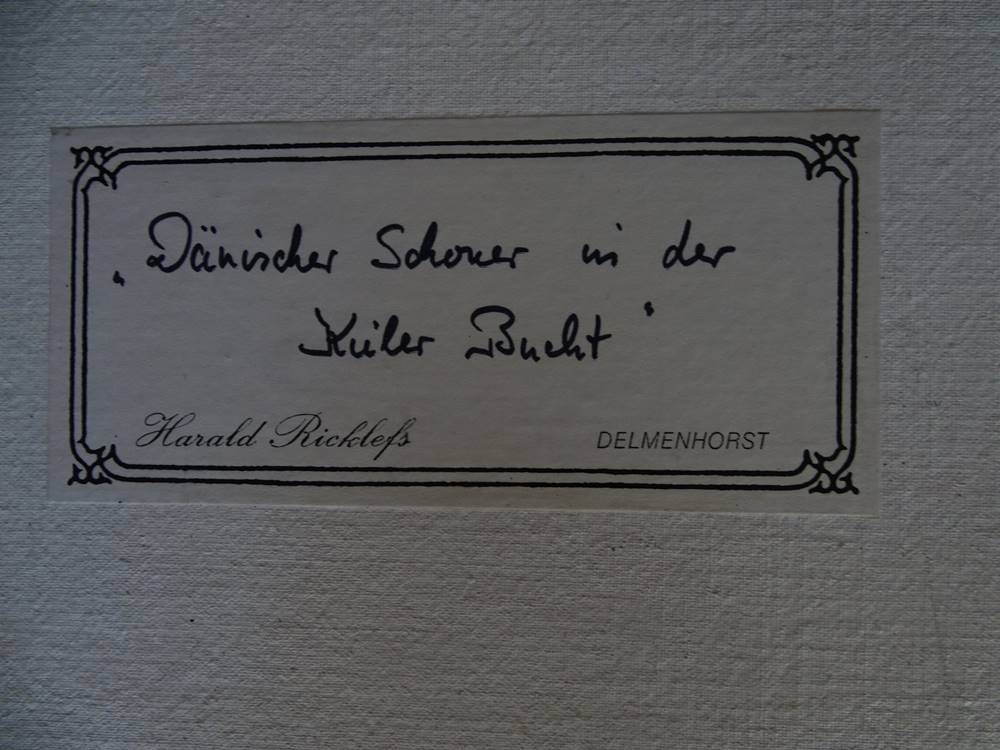 „Dänischer Schoner in der
Kieler Bucht"
Harald Ricklefs DELMENHORST